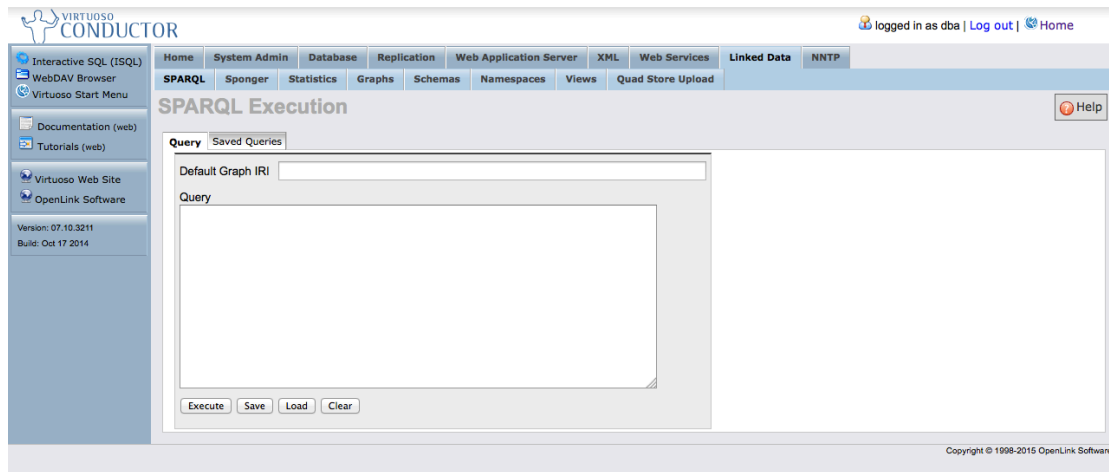 VIRTUOSO
CONDUCTOR
logged in as dba | Log out | Home
Interactive SQL (ISQL)
WebDAV Browser
Virtuoso Start Menu
Documentation (web)
Tutorials (web)
Virtuoso Web Site
OpenLink Software
Version: 07.10.3211
Build: Oct 17 2014
Home System Admin Database Replication Web Application Server XML Web Services Linked Data NNTP
SPARQL Sponger Statistics Graphs Schemas Namespaces Views Quad Store Upload
SPARQL Execution
Help
Query Saved Queries
Default Graph IRI
Query
Execute Save Load Clear
Copyright © 1998-2015 OpenLink Softwar